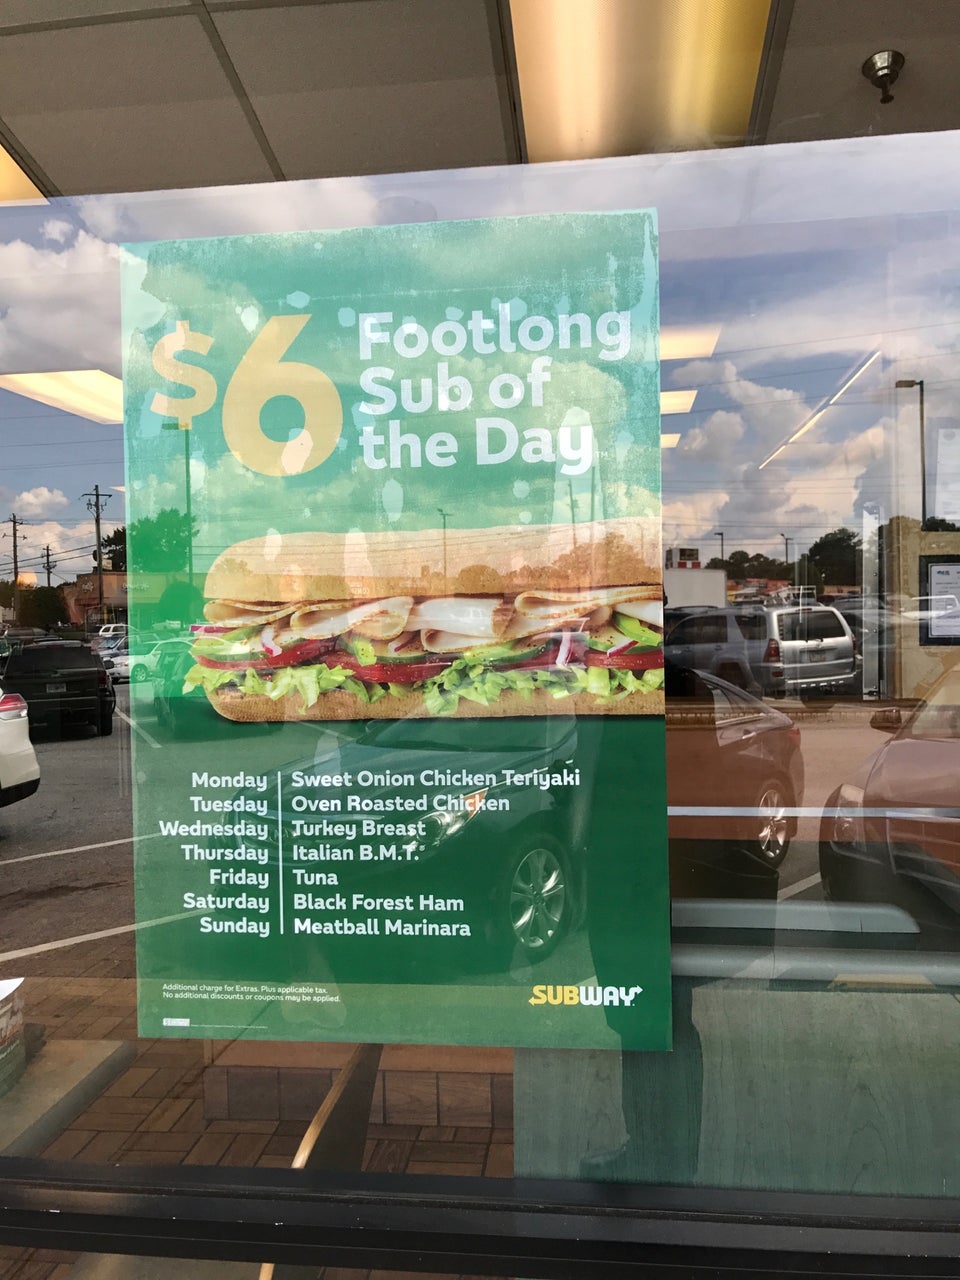 $6 Footlong
Sub of
the Day™
Monday Sweet Onion Chicken Teriyaki
Tuesday Oven Roasted Chicken
Wednesday Turkey Breast
Thursday Italian B.M.T.®
Friday Tuna
Saturday Black Forest Ham
Sunday Meatball Marinara
Additional charge for Extras. Plus applicable tax.
No additional discounts or coupons may be applied.
SUBWAY